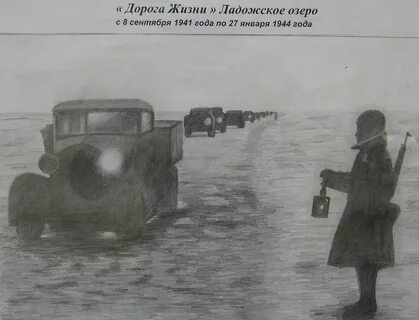 « Дорога Жизни » Ладожское озеро
с 8 сентября 1941 года по 27 января 1944 года